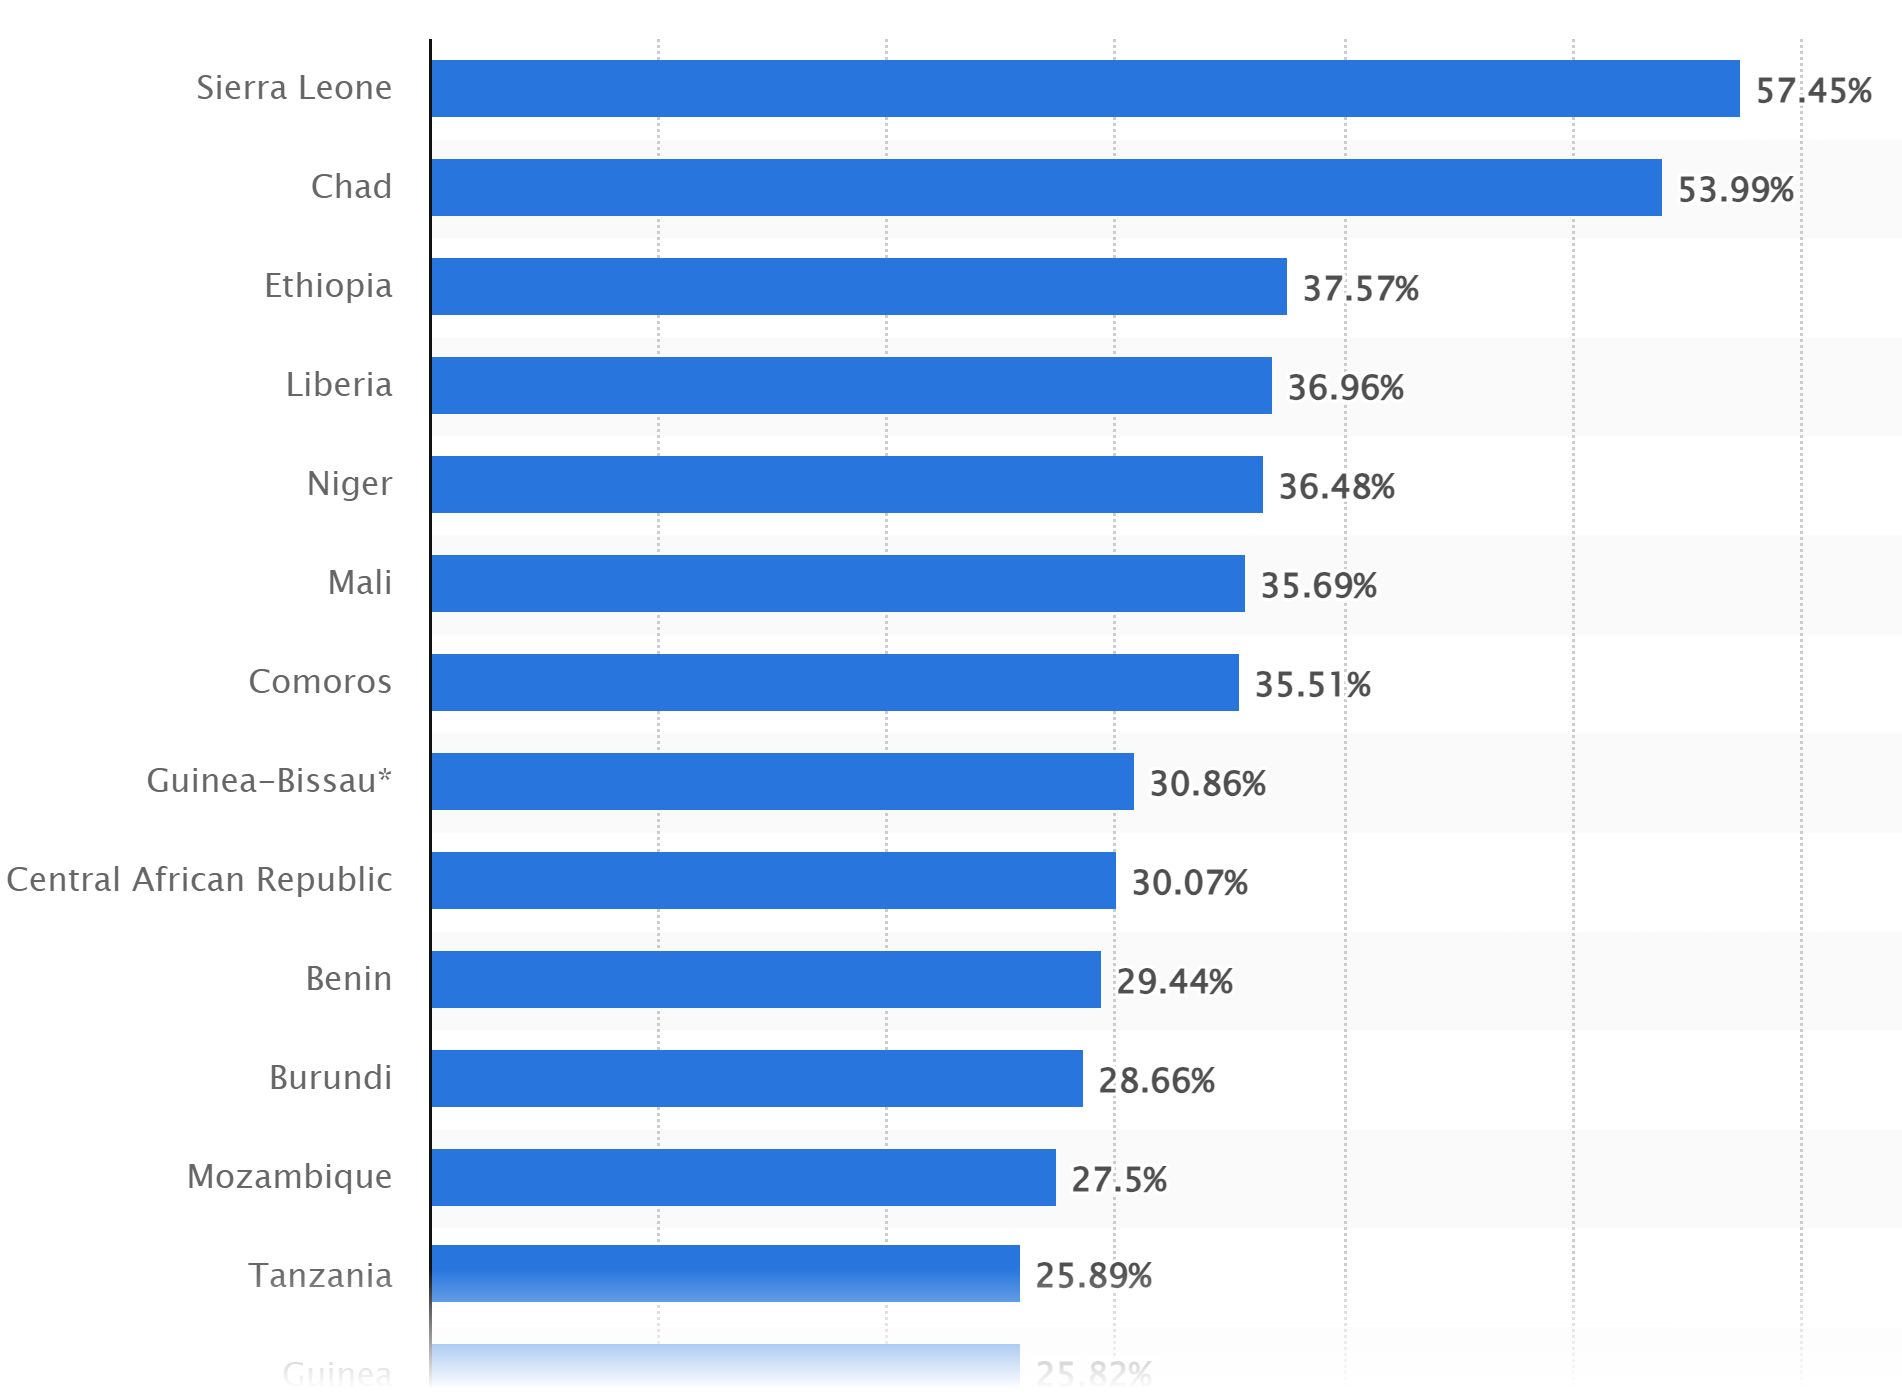 Sierra Leone 57.45%
Chad 53.99%
Ethiopia 37.57%
Liberia 36.96%
Niger 36.48%
Mali 35.69%
Comoros 35.51%
Guinea-Bissau* 30.86%
Central African Republic 30.07%
Benin 29.44%
Burundi 28.66%
Mozambique 27.5%
Tanzania 25.89%
Guinea 25.82%